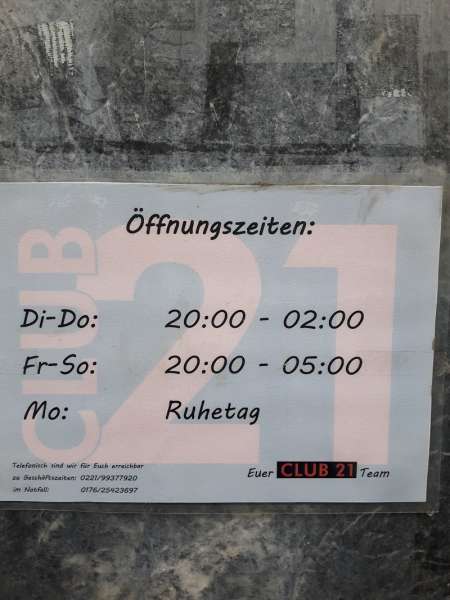 Öffnungszeiten:
CLUB 21
Di-Do: 20:00 - 02:00
Fr-So: 20:00 - 05:00
Mo: Ruhetag
Telefonisch sind wir für Euch erreichbar
zu Geschäftszeiten: 0221/99377920
im Notfall: 0176/25423697
Euer CLUB 21 Team